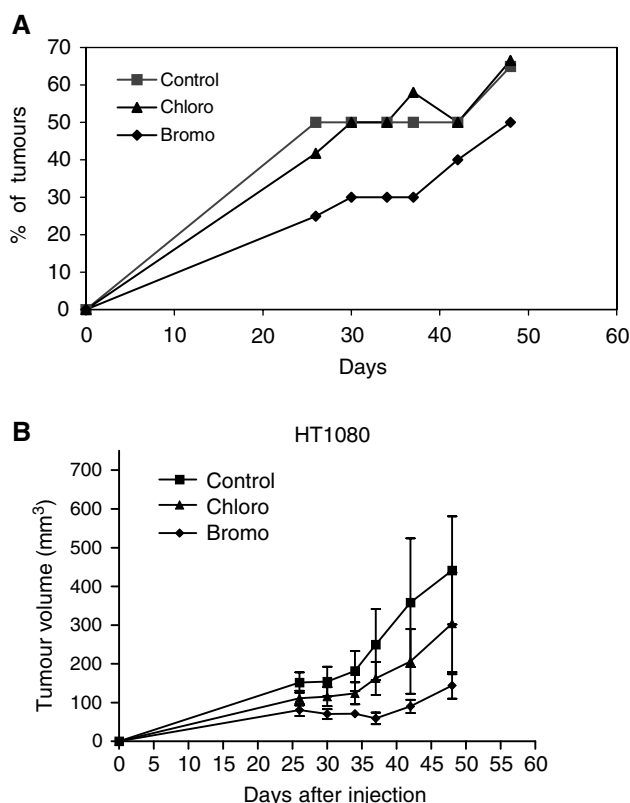 A
70
60
50
40
30
20
10
0
% of tumours
Control
Chloro
Bromo
0 10 20 30 40 50 60
Days
B
HT1080
700
600
500
400
300
200
100
0
Tumour volume (mm³)
Control
Chloro
Bromo
0 5 10 15 20 25 30 35 40 45 50 55 60
Days after injection